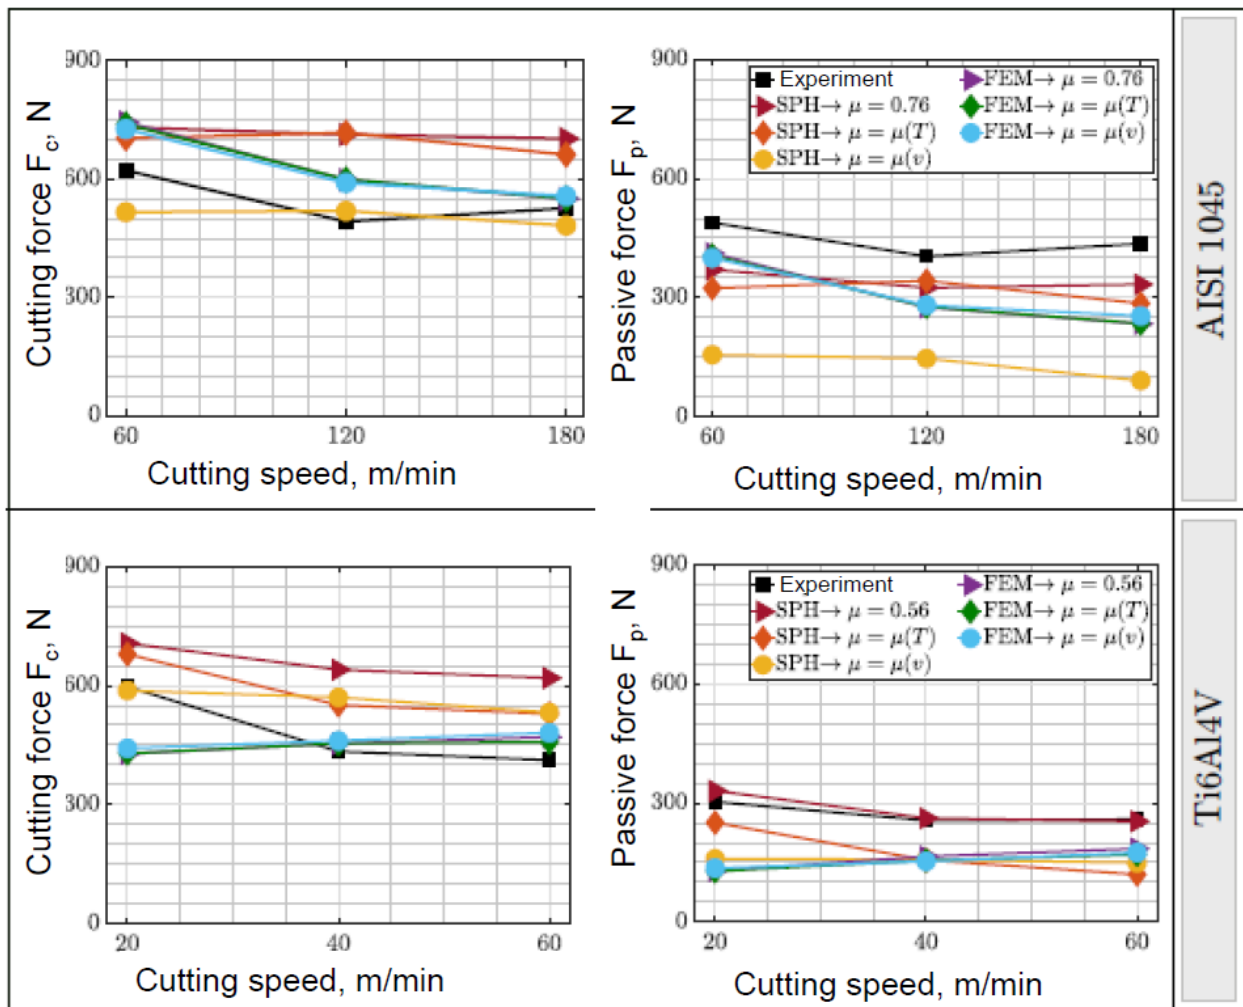 900
600
300
0
60 120 180
Cutting force F_c, N
Cutting speed, m/min
900
600
300
0
60 120 180
Passive force F_p, N
Cutting speed, m/min
Experiment
SPH→ μ = 0.76
SPH→ μ = μ(T)
SPH→ μ = μ(v)
FEM→ μ = 0.76
FEM→ μ = μ(T)
FEM→ μ = μ(v)
AISI 1045
900
600
300
0
20 40 60
Cutting force F_c, N
Cutting speed, m/min
900
600
300
0
20 40 60
Passive force F_p, N
Cutting speed, m/min
Experiment
SPH→ μ = 0.56
SPH→ μ = μ(T)
SPH→ μ = μ(v)
FEM→ μ = 0.56
FEM→ μ = μ(T)
FEM→ μ = μ(v)
Ti6Al4V